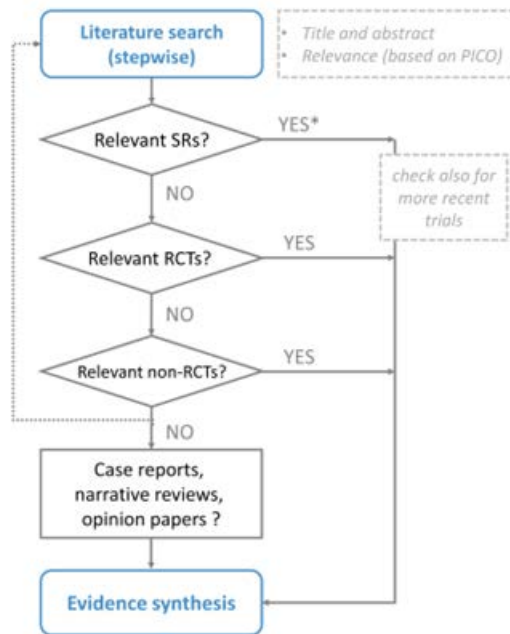 Literature search
(stepwise)
• Title and abstract
• Relevance (based on PICO)
Relevant SRs?
YES*
check also for
more recent
trials
NO
Relevant RCTs?
YES
NO
Relevant non-RCTs?
YES
NO
Case reports,
narrative reviews,
opinion papers ?
Evidence synthesis